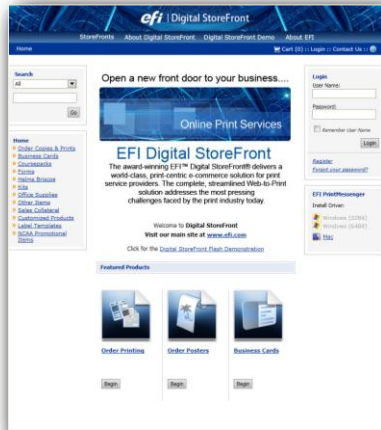 efi | Digital StoreFront
StoreFronts About Digital StoreFront Digital StoreFront Demo About EFI
Home
Cart (0) :: Login :: Contact Us ::
Search
All
Go
Home
Order Copies & Prints
Business Cards
Coursepacks
Forms
Kits
Office Supplies
Other Items
Sales Collateral
Customized Products
Label Templates
NCAA Promotional
Items
Open a new front door to your business....
Online Print Services
EFI Digital StoreFront
The award-winning EFI™ Digital StoreFront® delivers a
world-class, print-centric e-commerce solution for print
service providers. The complete, streamlined Web-to-Print
solution addresses the most pressing
challenges faced by the print industry today.
Welcome to Digital StoreFront
Visit our main site at www.efi.com
Click for the Digital StoreFront Flash Demonstration
Featured Products
Order Printing
Order Posters
Business Cards
Begin
Begin
Begin
Login
User Name:
Password:
Remember User Name
Login
Register
Forgot your password?
EFI PrintMessenger
Install Driver:
Windows (32Bit)
Windows (64Bit)
Mac